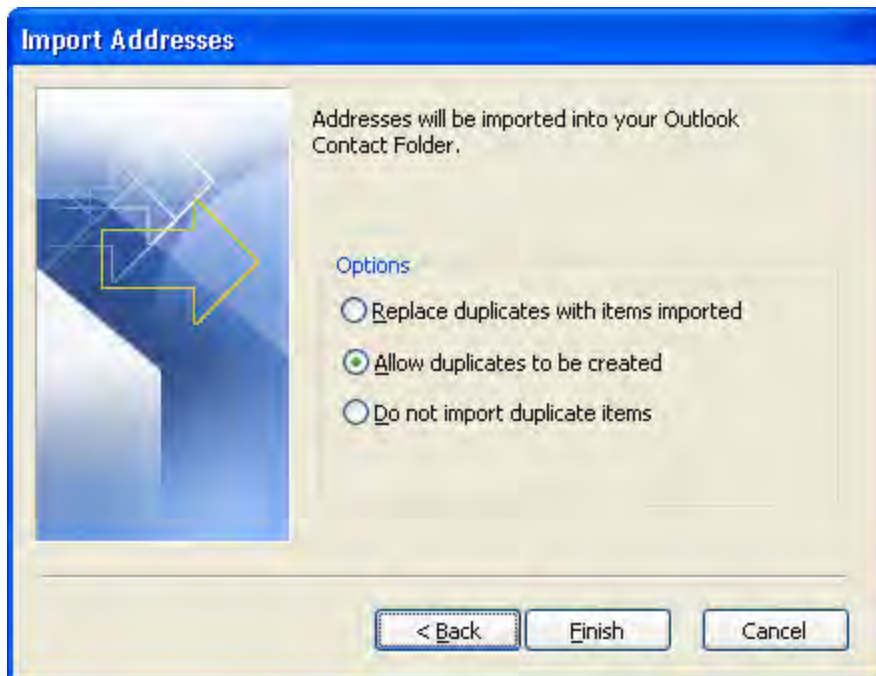 Import Addresses
Addresses will be imported into your Outlook
Contact Folder.
Options
Replace duplicates with items imported
Allow duplicates to be created
Do not import duplicate items
< Back
Finish
Cancel